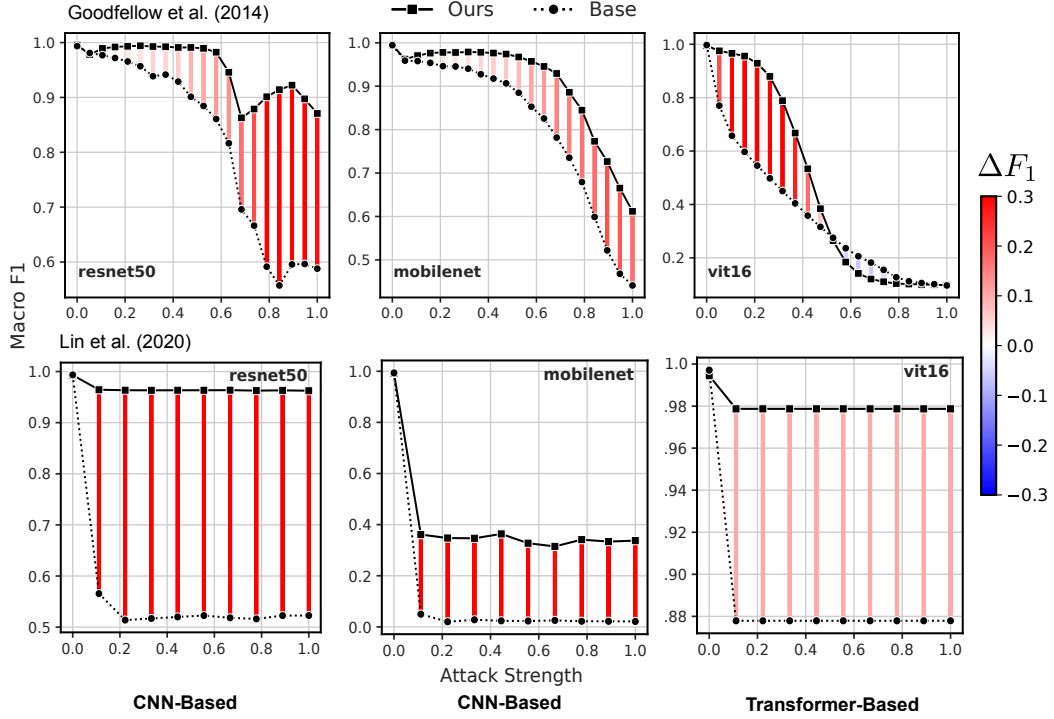 Goodfellow et al. (2014)
Ours Base
1.0
0.9
0.8
0.7
0.6
resnet50
0.0 0.2 0.4 0.6 0.8 1.0
1.0
0.9
0.8
0.7
0.6
0.5
mobilenet
0.0 0.2 0.4 0.6 0.8 1.0
1.0
0.8
0.6
0.4
0.2
vit16
0.0 0.2 0.4 0.6 0.8 1.0
Macro F1
ΔF1
0.3
0.2
0.1
0.0
−0.1
−0.2
−0.3
Lin et al. (2020)
resnet50
1.0
0.9
0.8
0.7
0.6
0.5
0.0 0.2 0.4 0.6 0.8 1.0
mobilenet
1.0
0.8
0.6
0.4
0.2
0.0
0.0 0.2 0.4 0.6 0.8 1.0
vit16
1.0
.98
.96
.94
.92
.90
.88
0.0 0.2 0.4 0.6 0.8 1.0
Attack Strength
CNN-Based CNN-Based Transformer-Based